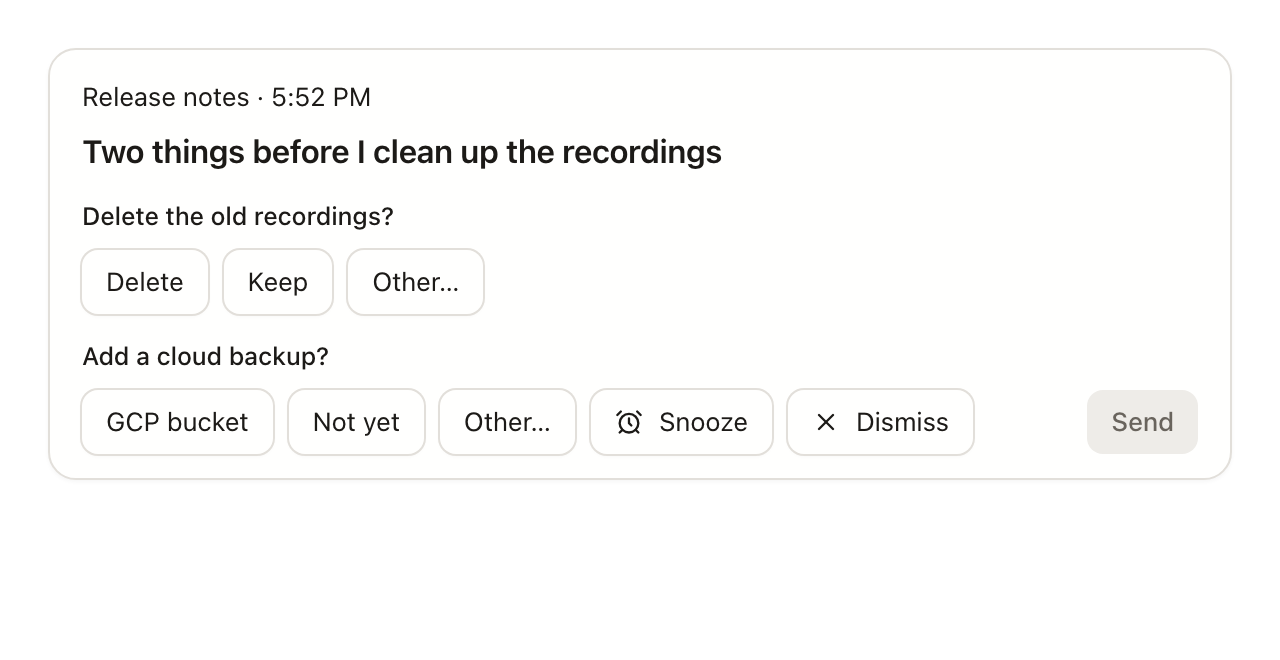 Release notes · 5:52 PM
Two things before I clean up the recordings
Delete the old recordings?
Delete Keep Other...
Add a cloud backup?
GCP bucket Not yet Other... Snooze Dismiss Send